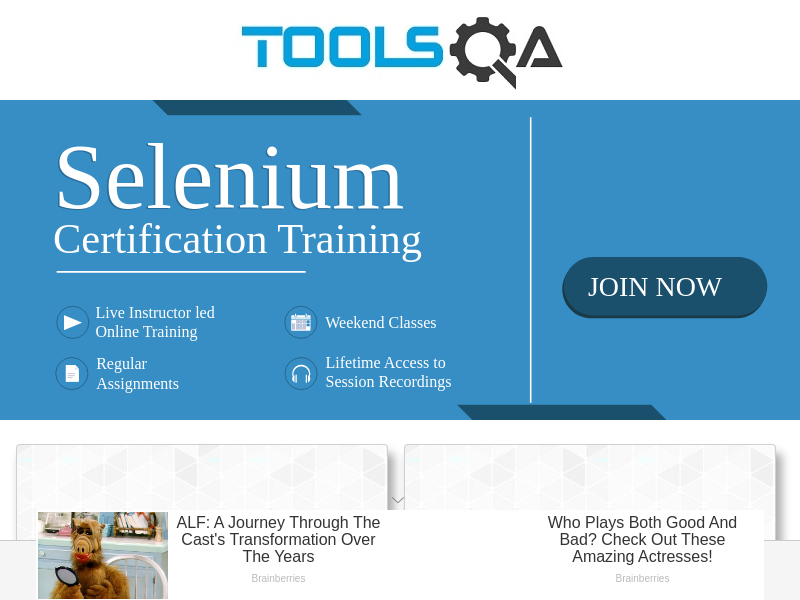 TOOLSQA
Selenium
Certification Training
JOIN NOW
Live Instructor led
Online Training
Weekend Classes
Regular
Assignments
Lifetime Access to
Session Recordings
ALF: A Journey Through The
Cast's Transformation Over
The Years
Brainberries
Who Plays Both Good And
Bad? Check Out These
Amazing Actresses!
Brainberries